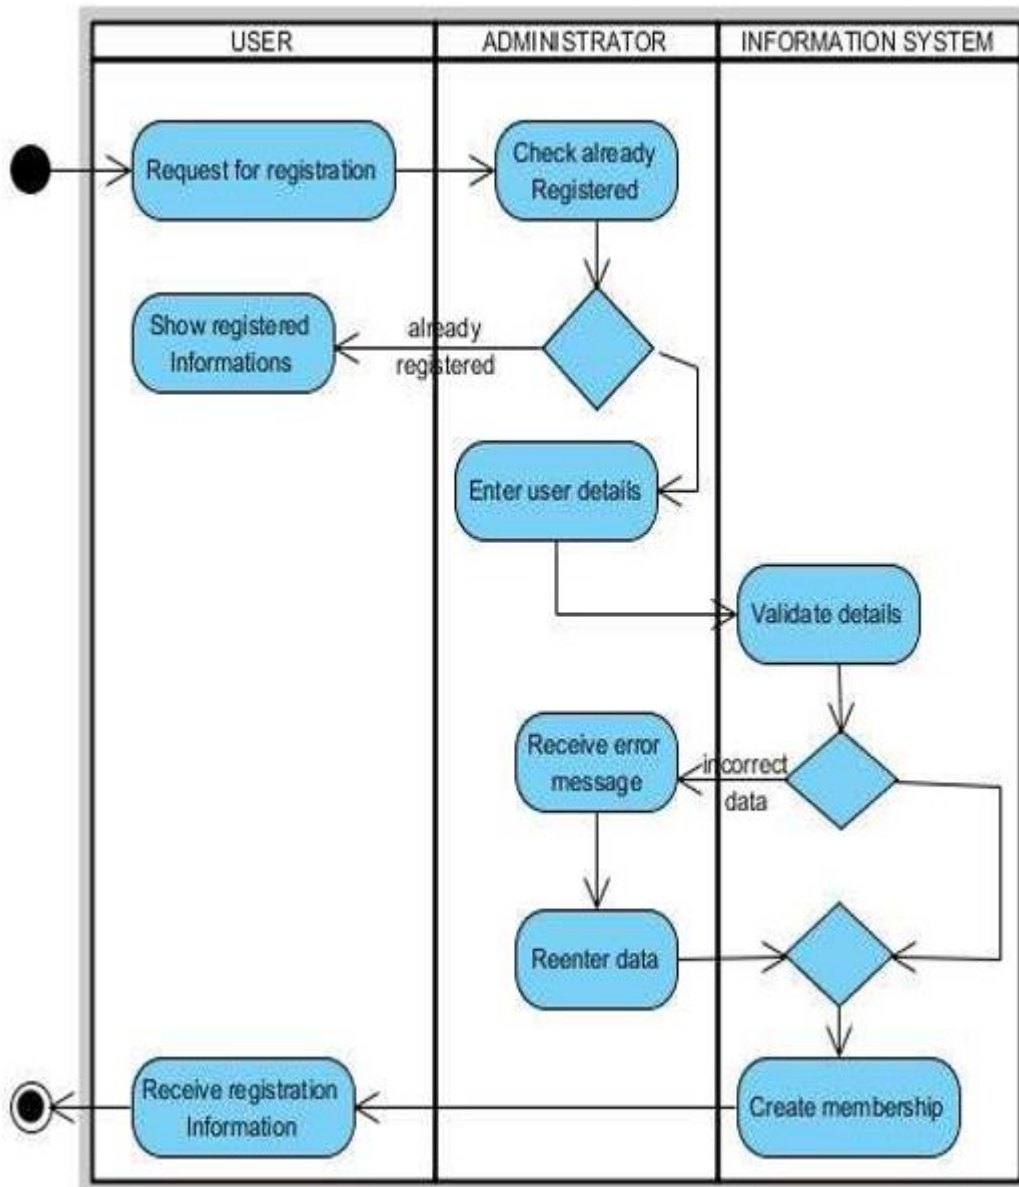 USER
ADMINISTRATOR
INFORMATION SYSTEM
Request for registration
Check already
Registered
Show registered
Informations
already
registered
Enter user details
Validate details
Receive error
message
incorrect
data
Reenter data
Receive registration
Information
Create membership